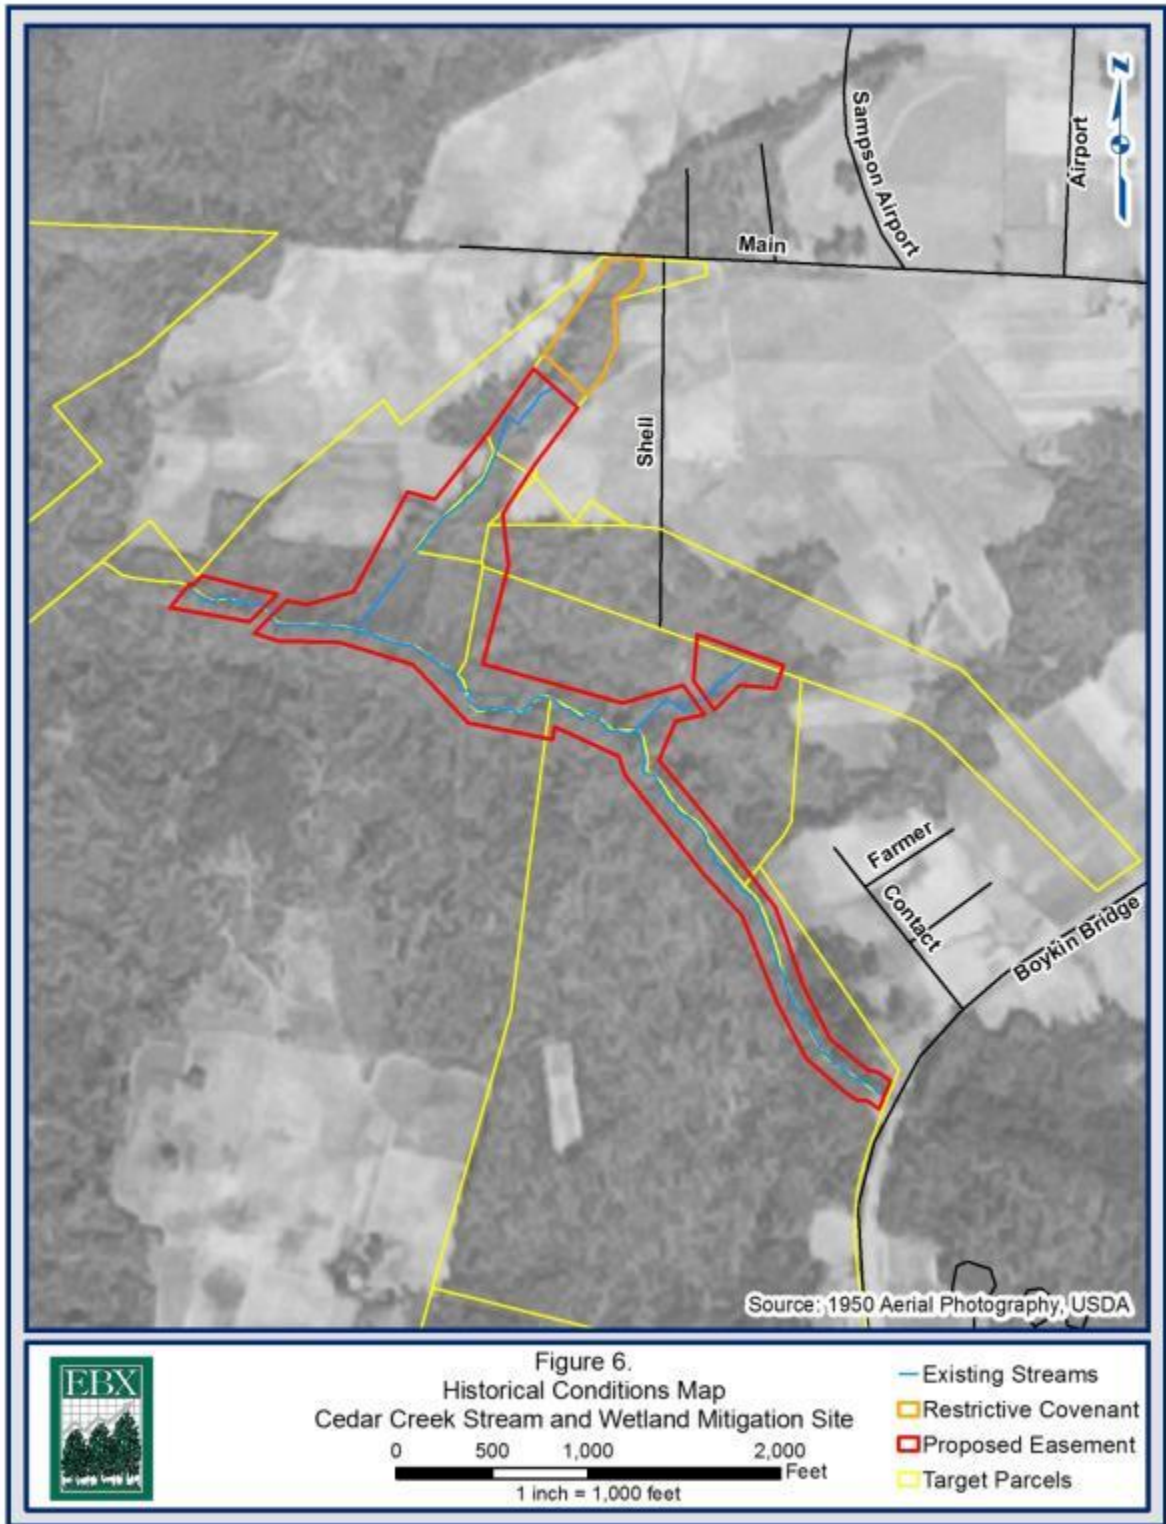 N
Sampson Airport
Airport
Main
Shell
Farmer
Contact
Boykin Bridge
Source: 1950 Aerial Photography, USDA
EBX
Figure 6.
Historical Conditions Map
Cedar Creek Stream and Wetland Mitigation Site
0 500 1,000 2,000
Feet
1 inch = 1,000 feet
Existing Streams
Restrictive Covenant
Proposed Easement
Target Parcels